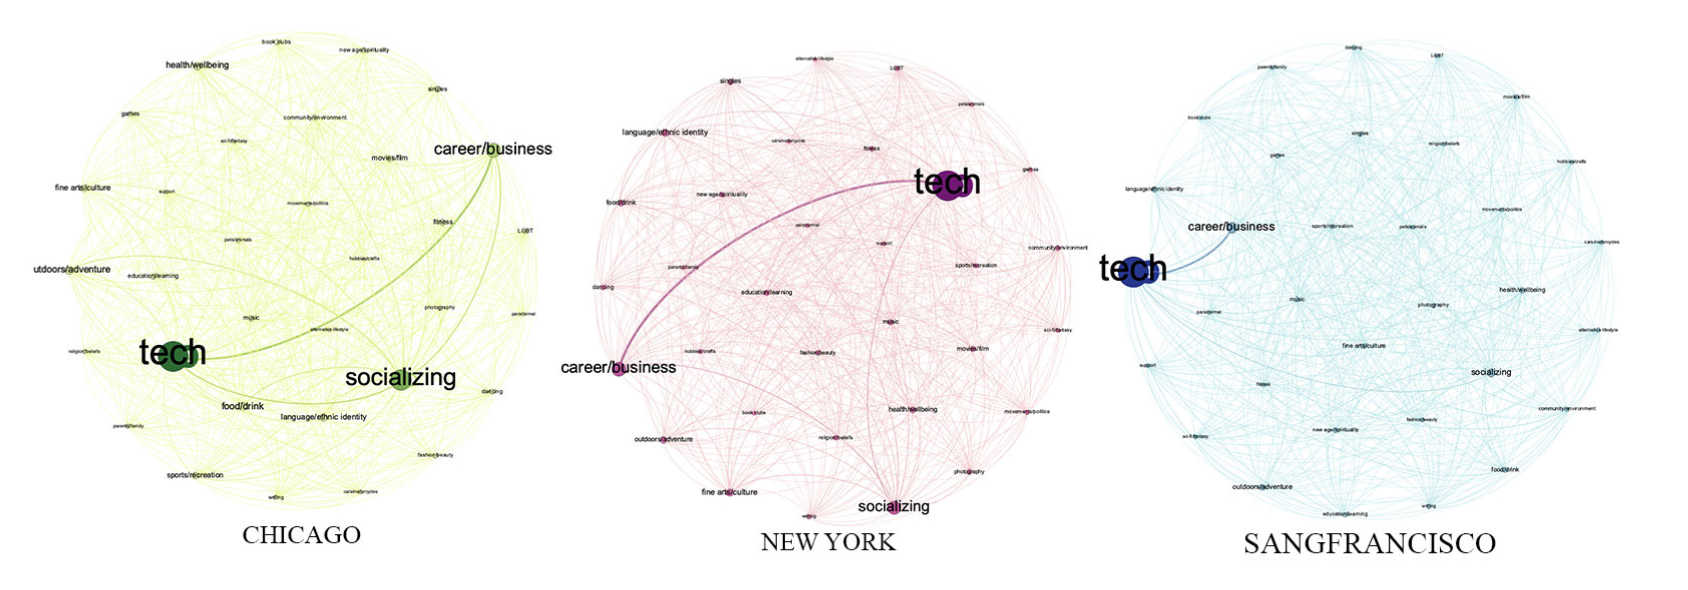 book clubs
new age/spirituality
health/wellbeing
singles
games
community/environment
sci-fi/fantasy
career/business
movies/film
fine arts/culture
support
movements/politics
fitness
LGBT
pets/animals
hobbies/crafts
utdoors/adventure
education/learning
photography
paranormal
music
alternative lifestyle
religion/beliefs
tech
socializing
dancing
food/drink
language/ethnic identity
parents/family
fashion/beauty
sports/recreation
writing
cars/motorcycles
CHICAGO
alternative lifestyle
LGBT
singles
pets/animals
language/ethnic identity
cars/motorcycles
fitness
games
tech
new age/spirituality
food/drink
paranormal
support
community/environment
parents/family
sports/recreation
dancing
education/learning
music
sci-fi/fantasy
hobbies/crafts
fashion/beauty
movies/film
career/business
book clubs
health/wellbeing
movements/politics
outdoors/adventure
religion/beliefs
photography
fine arts/culture
socializing
writing
NEW YORK
dancing
LGBT
parents/family
movies/film
book clubs
singles
religion/beliefs
games
hobbies/crafts
language/ethnic identity
movements/politics
career/business
sports/recreation
pets/animals
cars/motorcycles
tech
health/wellbeing
music
photography
paranormal
alternative lifestyle
fine arts/culture
support
socializing
fitness
community/environment
fashion/beauty
new age/spirituality
sci-fi/fantasy
food/drink
outdoors/adventure
writing
education/learning
SANGFRANCISCO